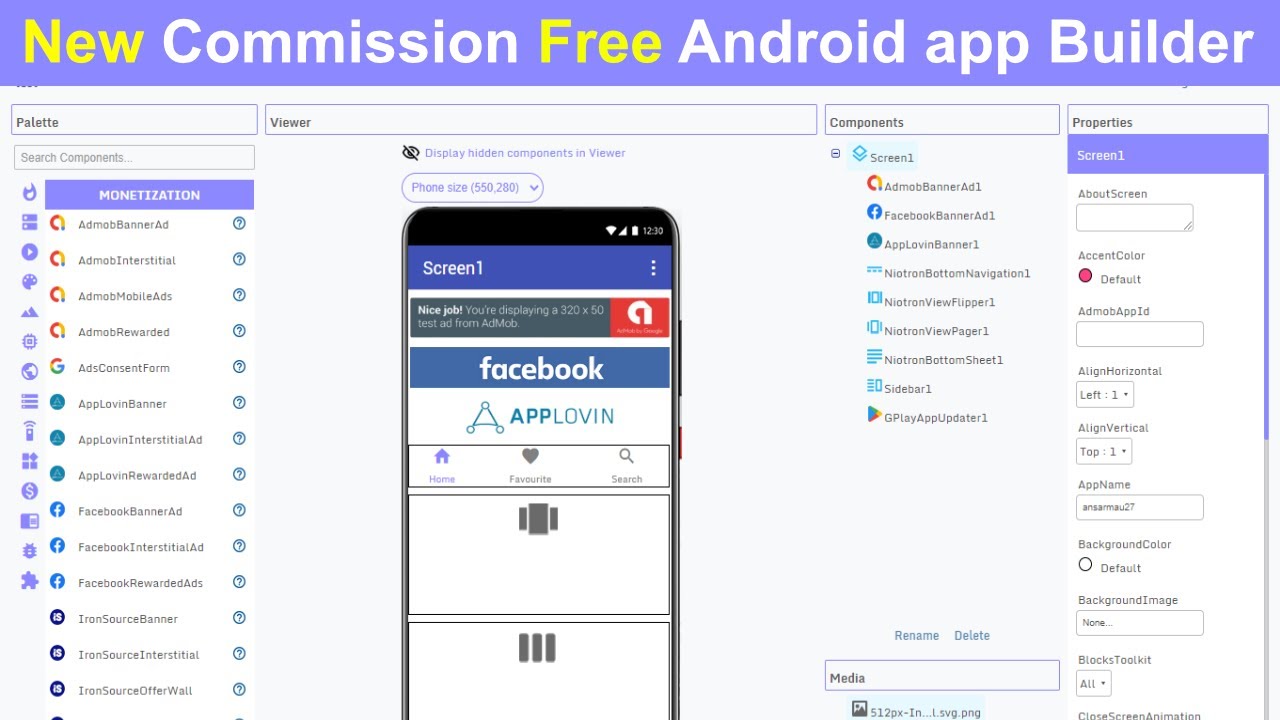 New Commission Free Android app Builder
Palette
Search Components...
MONETIZATION
AdmobBannerAd
AdmobInterstitial
AdmobMobileAds
AdmobRewarded
AdsConsentForm
AppLovinBanner
AppLovinInterstitialAd
AppLovinRewardedAd
FacebookBannerAd
FacebookInterstitialAd
FacebookRewardedAds
IronSourceBanner
IronSourceInterstitial
IronSourceOfferWall
Viewer
Display hidden components in Viewer
Phone size (550,280)
12:30
Screen1
Nice job! You're displaying a 320 x 50
test ad from AdMob.
AdMob by Google
facebook
APPLOVIN
Home Favourite Search
Components
Screen1
AdmobBannerAd1
FacebookBannerAd1
AppLovinBanner1
NiotronBottomNavigation1
NiotronViewFlipper1
NiotronViewPager1
NiotronBottomSheet1
Sidebar1
GPlayAppUpdater1
Rename Delete
Media
512px-In...l.svg.png
Properties
Screen1
AboutScreen
AccentColor
Default
AdmobAppId
AlignHorizontal
Left : 1
AlignVertical
Top : 1
AppName
ansarmau27
BackgroundColor
Default
BackgroundImage
None...
BlocksToolkit
All
CloseScreenAnimation